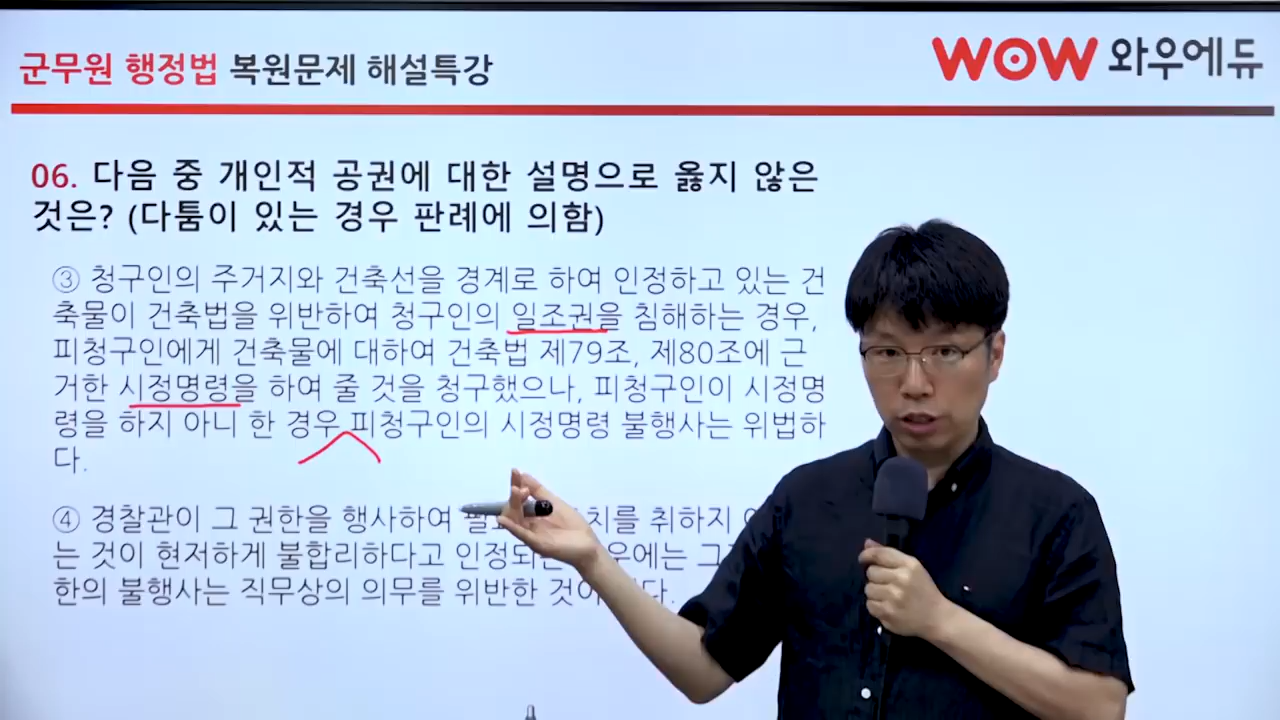 군무원 행정법 복원문제 해설특강
WOW 와우에듀
06. 다음 중 개인적 공권에 대한 설명으로 옳지 않은
것은? (다툼이 있는 경우 판례에 의함)
③ 청구인의 주거지와 건축선을 경계로 하여 인정하고 있는 건
축물이 건축법을 위반하여 청구인의 일조권을 침해하는 경우,
피청구인에게 건축물에 대하여 건축법 제79조, 제80조에 근
거한 시정명령을 하여 줄 것을 청구했으나, 피청구인이 시정명
령을 하지 아니 한 경우 피청구인의 시정명령 불행사는 위법하
다.
④ 경찰관이 그 권한을 행사하여 취하지
는 것이 현저하게 불합리하다고 인정되는 그
한의 불행사는 직무상의 의무를 위반한